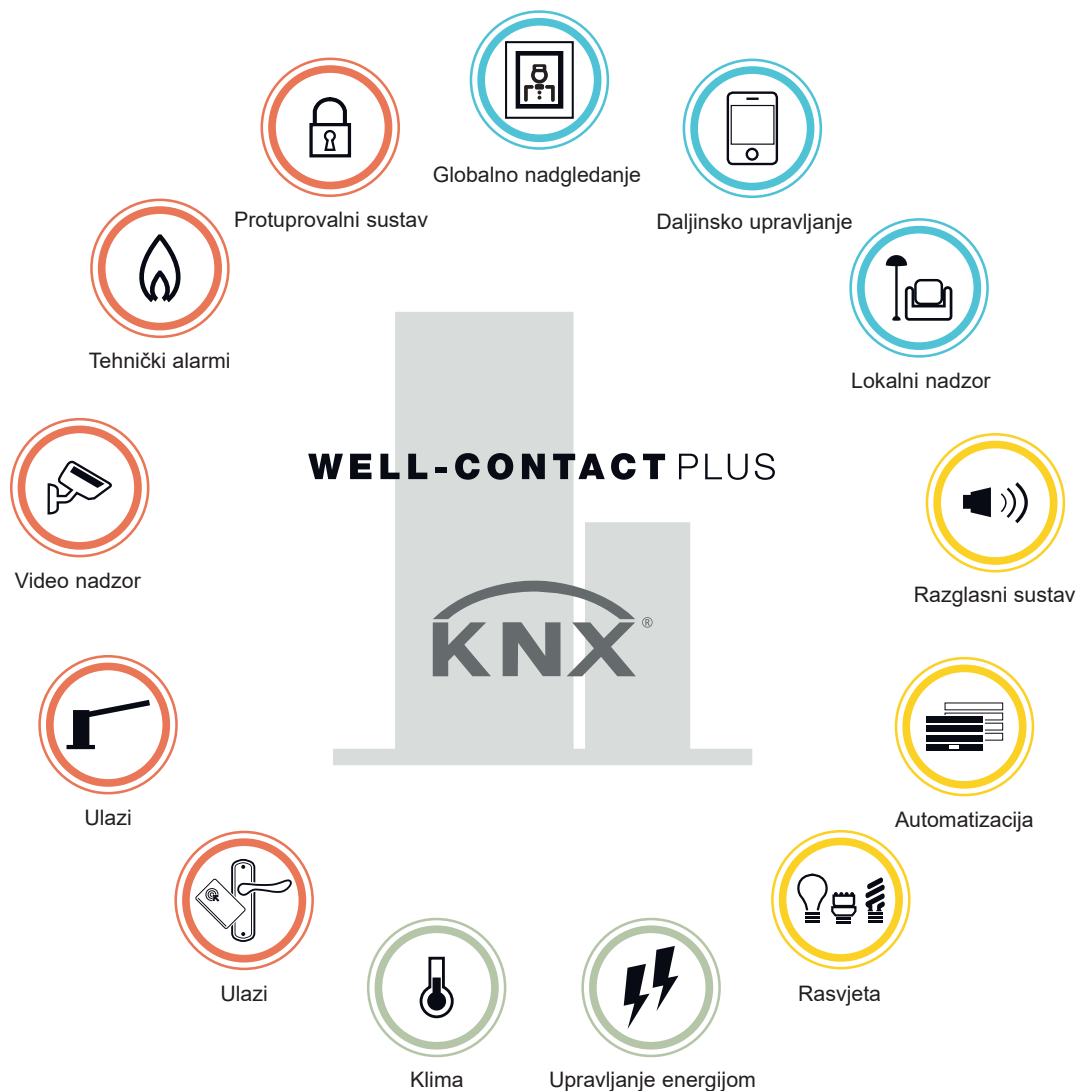 Globalno nadgledanje
Protuprovalni sustav
Daljinsko upravljanje
Tehnički alarmi
Lokalni nadzor
WELL-CONTACT PLUS
Video nadzor
Razglasni sustav
KNX®
Ulazi
Automatizacija
Ulazi
Rasvjeta
Klima
Upravljanje energijom